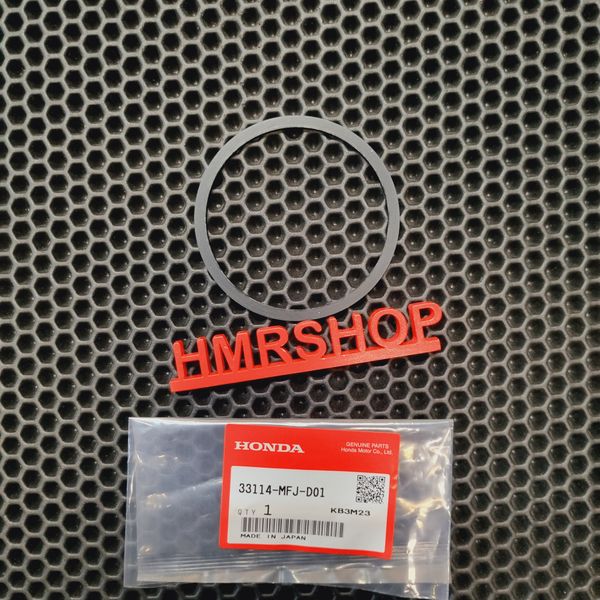 HMRSHOP
HONDA
GENUINE PARTS
Honda Motor Co., Ltd.
33114-MFJ-D01
QTY 1
KB3M23
MADE IN JAPAN